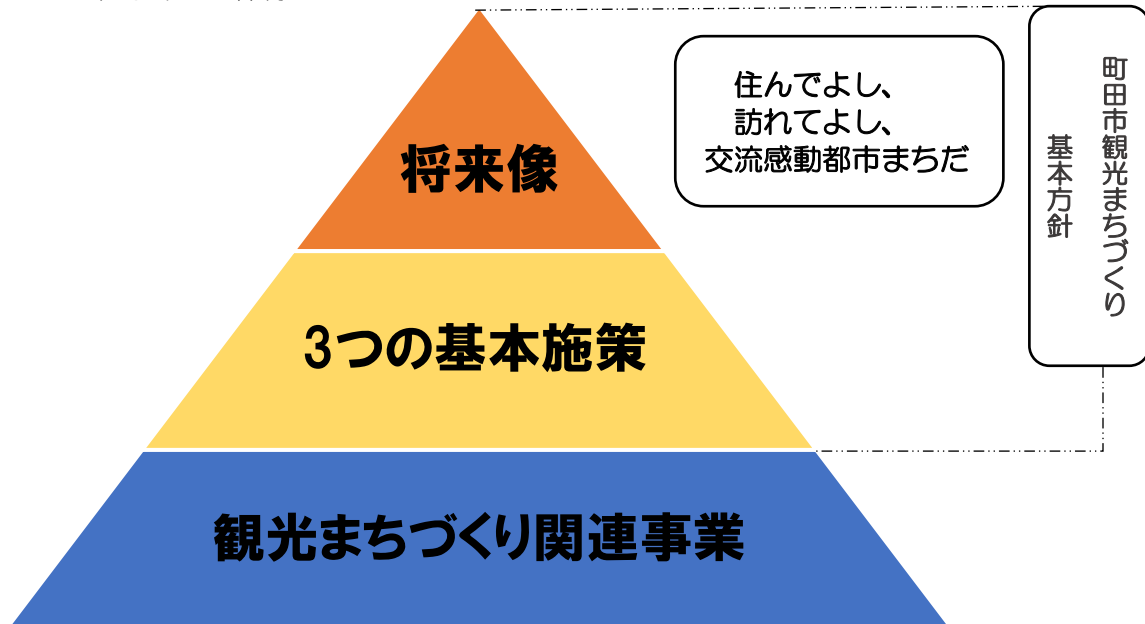 将来像
住んでよし、
訪れてよし、
交流感動都市まちだ
町田市観光まちづくり
基本方針
3つの基本施策
観光まちづくり関連事業